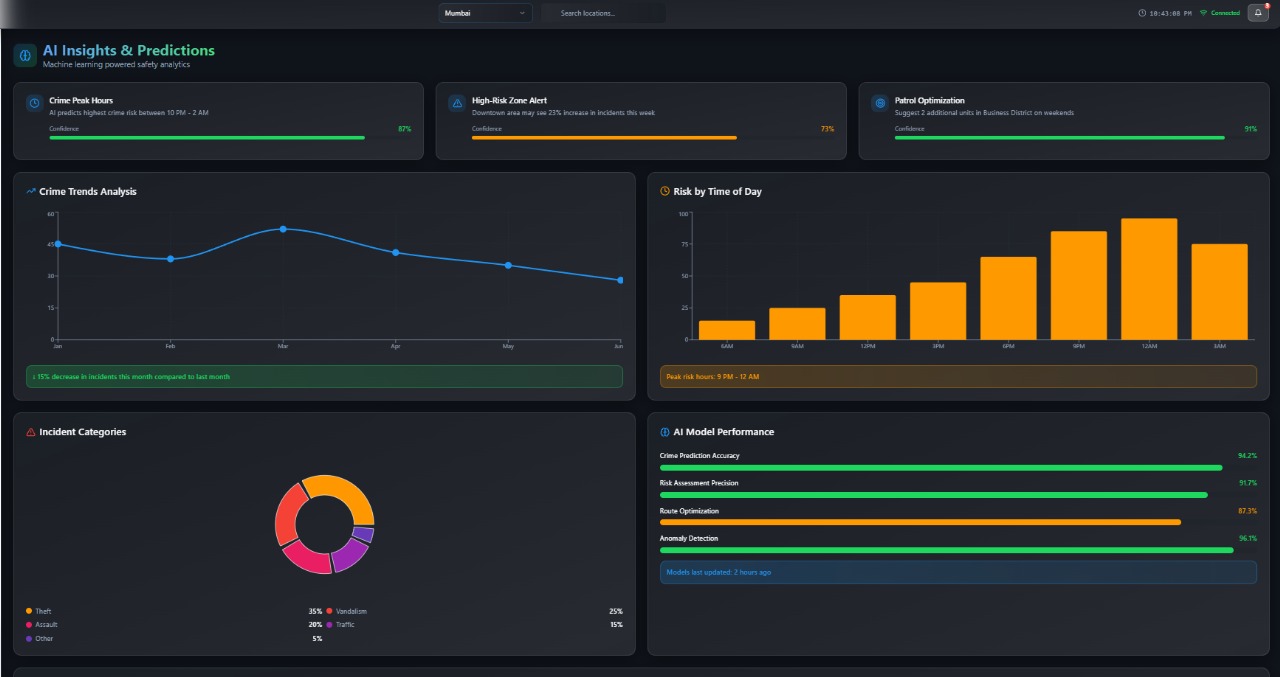 Mumbai
Search locations...
10:43:08 PM Connected
AI Insights & Predictions
Machine learning powered safety analytics
Crime Peak Hours
AI predicts highest crime risk between 10 PM - 2 AM
Confidence 87%
High-Risk Zone Alert
Downtown area may see 23% increase in incidents this week
Confidence 73%
Patrol Optimization
Suggest 2 additional units in Business District on weekends
Confidence 91%
Crime Trends Analysis
60
45
30
15
0
Jan Feb Mar Apr May Jun
↓ 15% decrease in incidents this month compared to last month
Risk by Time of Day
100
75
50
25
0
6AM 9AM 12PM 3PM 6PM 9PM 12AM 3AM
Peak risk hours: 9 PM - 12 AM
Incident Categories
Theft 35% Vandalism 25%
Assault 20% Traffic 15%
Other 5%
AI Model Performance
Crime Prediction Accuracy 94.2%
Risk Assessment Precision 91.7%
Route Optimization 87.3%
Anomaly Detection 96.1%
Models last updated: 2 hours ago